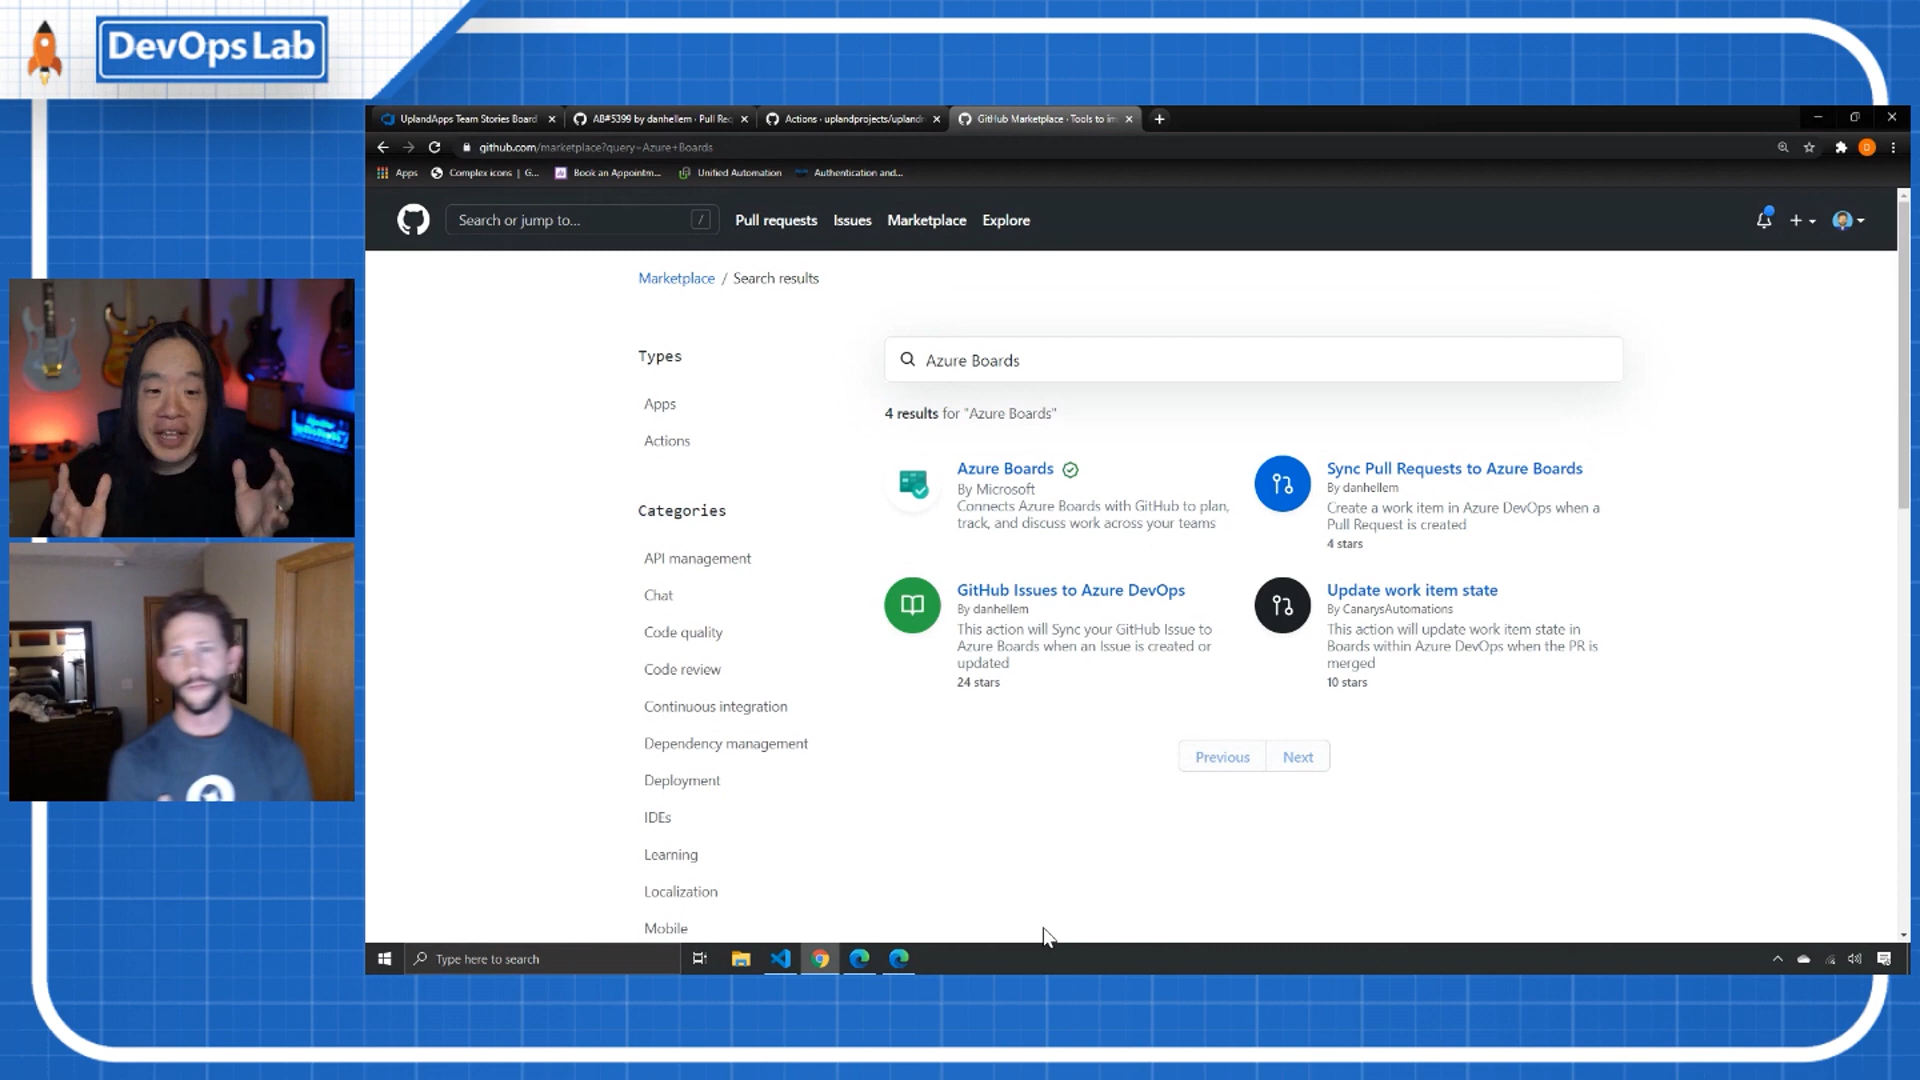 DevOps Lab
UplandApps Team Stories Board
AB#5399 by danhellem · Pull Req
Actions · uplandprojects/upland
GitHub Marketplace · Tools to im
github.com/marketplace?query=Azure+Boards
Apps
Complex icons | G...
Book an Appointm...
Unified Automation
Authentication and...
Search or jump to...
/
Pull requests
Issues
Marketplace
Explore
Marketplace / Search results
Types
Apps
Actions
Categories
API management
Chat
Code quality
Code review
Continuous integration
Dependency management
Deployment
IDEs
Learning
Localization
Mobile
Azure Boards
4 results for "Azure Boards"
Azure Boards
By Microsoft
Connects Azure Boards with GitHub to plan,
track, and discuss work across your teams
Sync Pull Requests to Azure Boards
By danhellem
Create a work item in Azure DevOps when a
Pull Request is created
4 stars
GitHub Issues to Azure DevOps
By danhellem
This action will Sync your GitHub Issue to
Azure Boards when an Issue is created or
updated
24 stars
Update work item state
By CanarysAutomations
This action will update work item state in
Boards within Azure DevOps when the PR is
merged
10 stars
Previous
Next
Type here to search